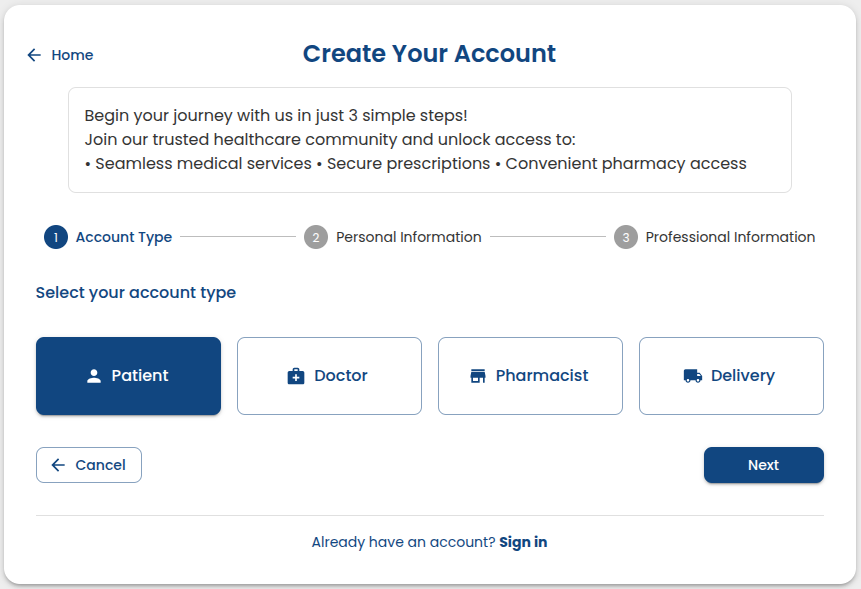 Home
Create Your Account
Begin your journey with us in just 3 simple steps!
Join our trusted healthcare community and unlock access to:
• Seamless medical services • Secure prescriptions • Convenient pharmacy access
1 Account Type 2 Personal Information 3 Professional Information
Select your account type
Patient Doctor Pharmacist Delivery
Cancel Next
Already have an account? Sign in